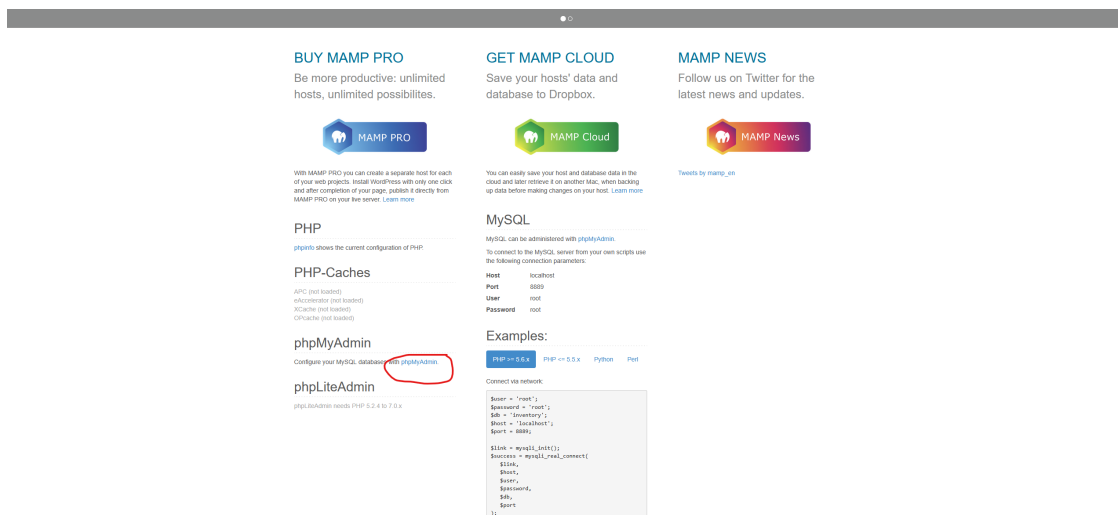 BUY MAMP PRO
Be more productive: unlimited
hosts, unlimited possibilites.
MAMP PRO
With MAMP PRO you can create a separate host for each
of your web projects. Install WordPress with only one click
and after completion of your page, publish it directly from
MAMP PRO on your live server. Learn more
PHP
phpinfo shows the current configuration of PHP.
PHP-Caches
APC (not loaded)
eAccelerator (not loaded)
XCache (not loaded)
OPcache (not loaded)
phpMyAdmin
Configure your MySQL databases with phpMyAdmin.
phpLiteAdmin
phpLiteAdmin needs PHP 5.2.4 to 7.0.x
GET MAMP CLOUD
Save your hosts' data and
database to Dropbox.
MAMP Cloud
You can easily save your host and database data in the
cloud and later retrieve it on another Mac, when backing
up data before making changes on your host. Learn more
MySQL
MySQL can be administered with phpMyAdmin.
To connect to the MySQL server from your own scripts use
the following connection parameters:
Host localhost
Port 8889
User root
Password root
Examples:
PHP >= 5.6.x PHP <= 5.5.x Python Perl
Connect via network:
$user = 'root';
$password = 'root';
$db = 'inventory';
$host = 'localhost';
$port = 8889;
$link = mysqli_init();
$success = mysqli_real_connect(
$link,
$host,
$user,
$password,
$db,
$port
);
MAMP NEWS
Follow us on Twitter for the
latest news and updates.
MAMP News
Tweets by mamp_en